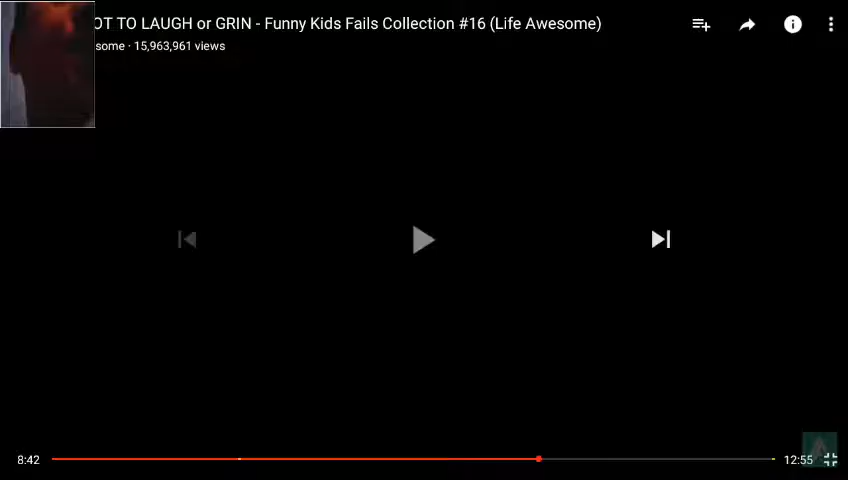 OT TO LAUGH or GRIN - Funny Kids Fails Collection #16 (Life Awesome)
some · 15,963,961 views
8:42
12:55